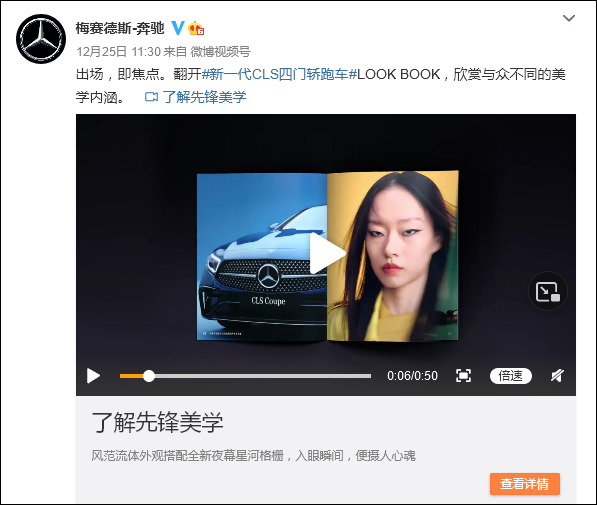 梅赛德斯-奔驰
12月25日 11:30 来自 微博视频号
出场，即焦点。翻开#新一代CLS四门轿跑车#LOOK BOOK，欣赏与众不同的美
学内涵。 了解先锋美学
CLS Coupe
0:06/0:50
倍速
了解先锋美学
风范流体外观搭配全新夜幕星河格栅，入眼瞬间，便摄人心魂
查看详情